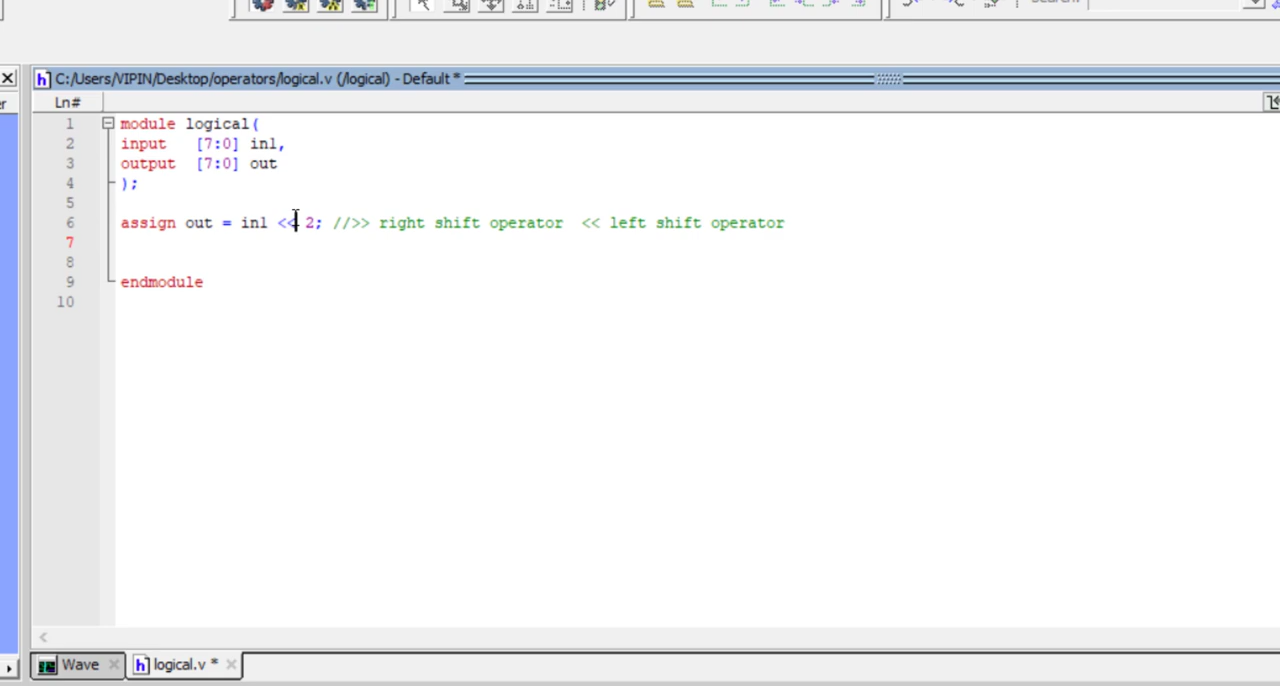 Search:
C:/Users/VIPIN/Desktop/operators/logical.v (/logical) - Default *
er
Ln#
1 module logical(
2 input [7:0] in1,
3 output [7:0] out
4 );
5
6 assign out = in1 << 2; //>> right shift operator << left shift operator
7
8
9 endmodule
10
Wave
logical.v *